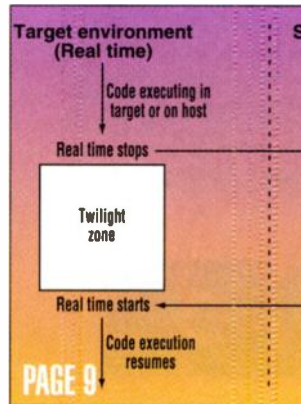 Target environment
(Real time)
S
Code executing in
target or on host
Real time stops
Twilight
zone
Real time starts
Code execution
resumes
PAGE 9